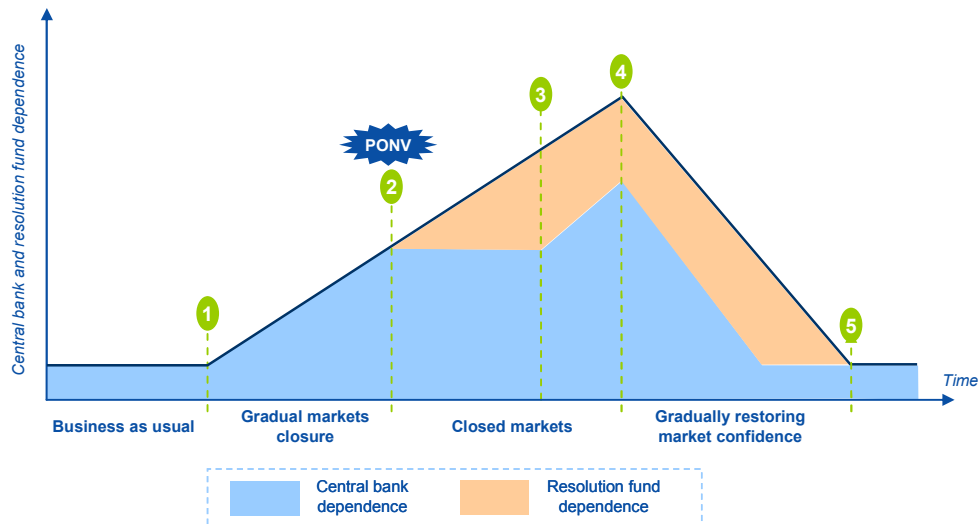 Central bank and resolution fund dependence
4
3
PONV
2
1
5
Time
Business as usual
Gradual markets
closure
Closed markets
Gradually restoring
market confidence
Central bank
dependence
Resolution fund
dependence